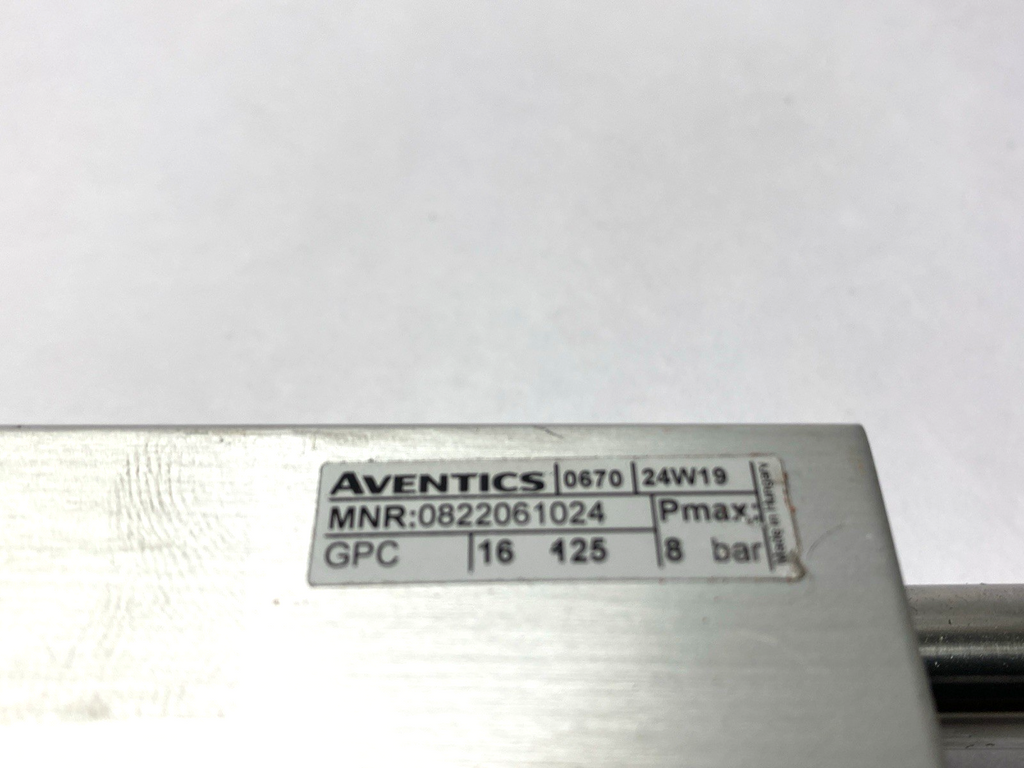 AVENTICS 0670 24W19
MNR:0822061024 Pmax.:
GPC 16 125 8 bar
Made in Hungary